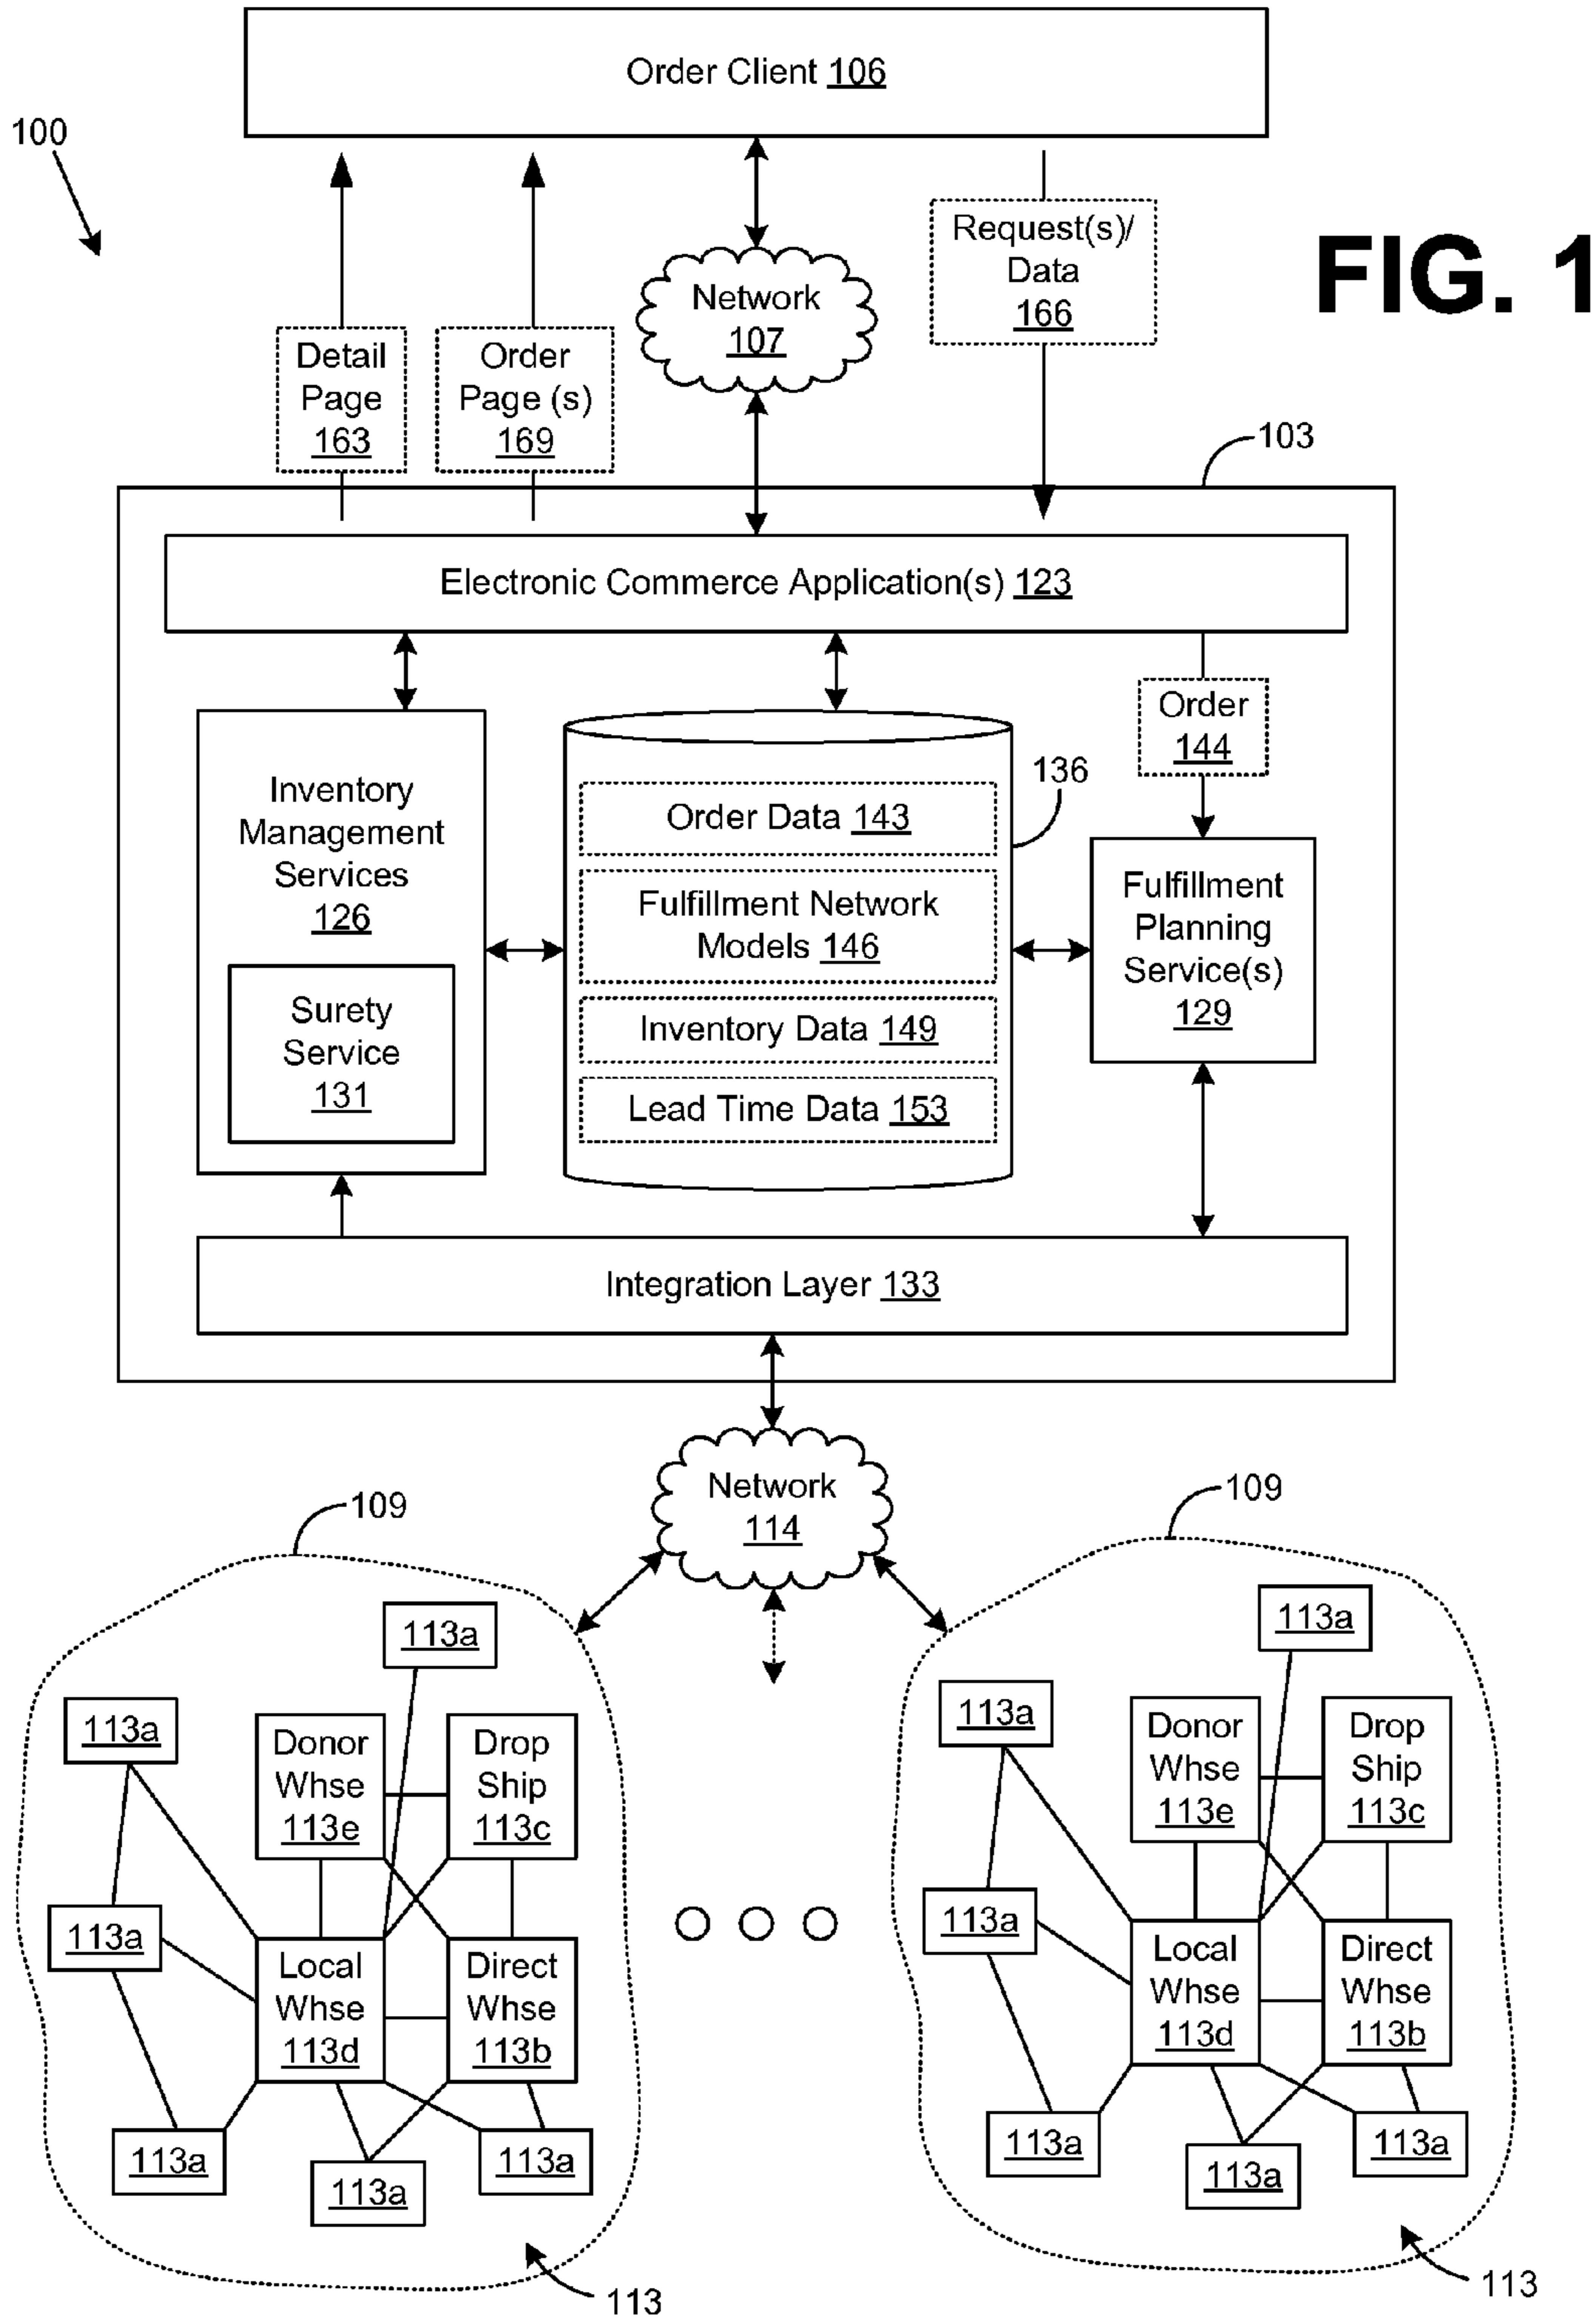 Order Client 106
100
FIG. 1
Request(s)/
Data
166
Network
107
Detail
Page
163
Order
Page (s)
169
103
Electronic Commerce Application(s) 123
Order
144
Inventory
Management
Services
126
Surety
Service
131
136
Order Data 143
Fulfillment Network
Models 146
Inventory Data 149
Lead Time Data 153
Fulfillment
Planning
Service(s)
129
Integration Layer 133
Network
114
109
113a
113a
Donor
Whse
113e
Drop
Ship
113c
113a
Local
Whse
113d
Direct
Whse
113b
113a
113a
113a
113
109
113a
113a
Donor
Whse
113e
Drop
Ship
113c
113a
Local
Whse
113d
Direct
Whse
113b
113a
113a
113a
113